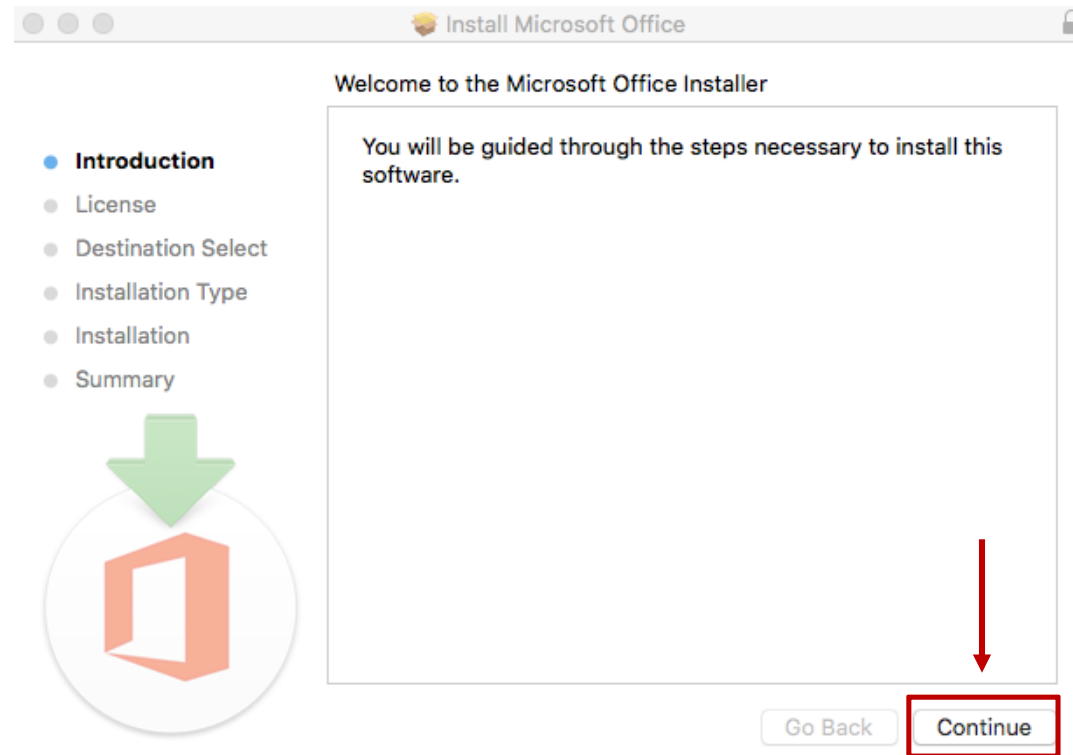 Install Microsoft Office
Welcome to the Microsoft Office Installer
Introduction
License
Destination Select
Installation Type
Installation
Summary
You will be guided through the steps necessary to install this
software.
Go Back
Continue